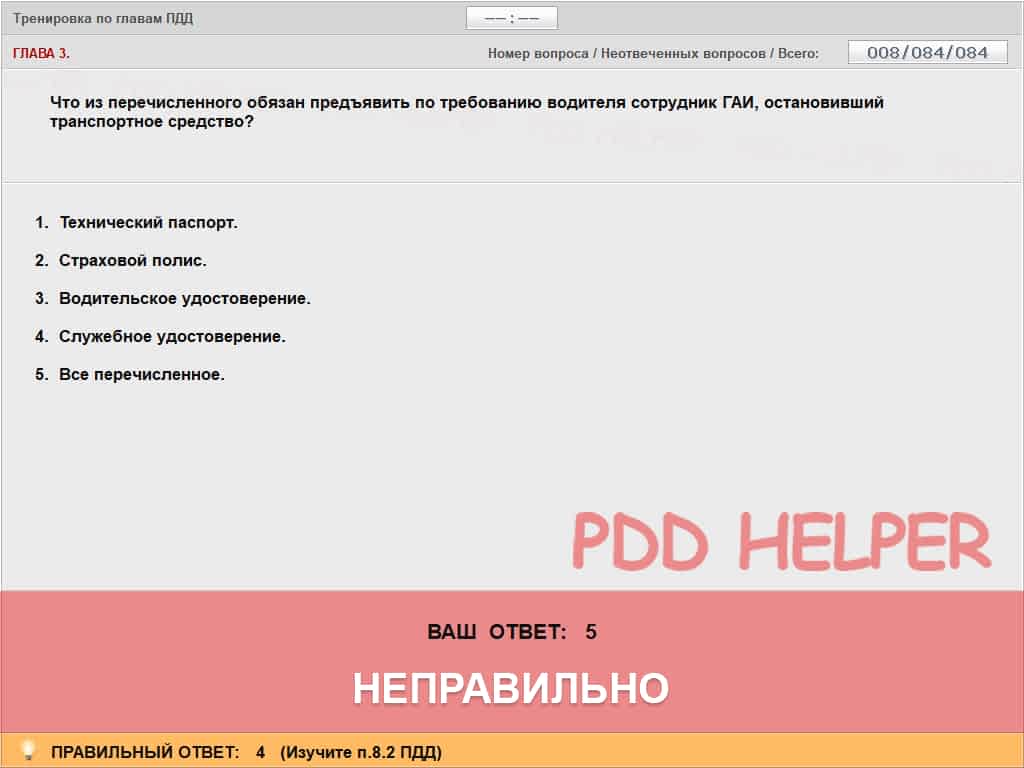 Тренировка по главам ПДД
–– : ––
ГЛАВА 3.
Номер вопроса / Неотвеченных вопросов / Всего: 008/084/084
Что из перечисленного обязан предъявить по требованию водителя сотрудник ГАИ, остановивший
транспортное средство?
1. Технический паспорт.
2. Страховой полис.
3. Водительское удостоверение.
4. Служебное удостоверение.
5. Все перечисленное.
PDD HELPER
ВАШ ОТВЕТ: 5
НЕПРАВИЛЬНО
ПРАВИЛЬНЫЙ ОТВЕТ: 4 (Изучите п.8.2 ПДД)